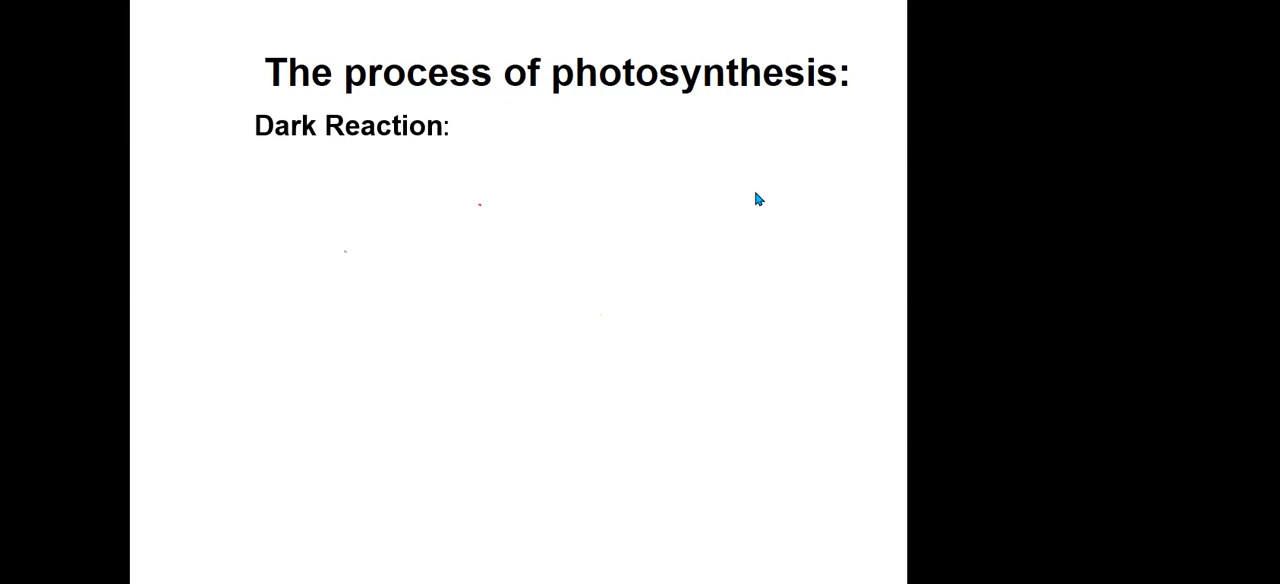 The process of photosynthesis:
Dark Reaction: